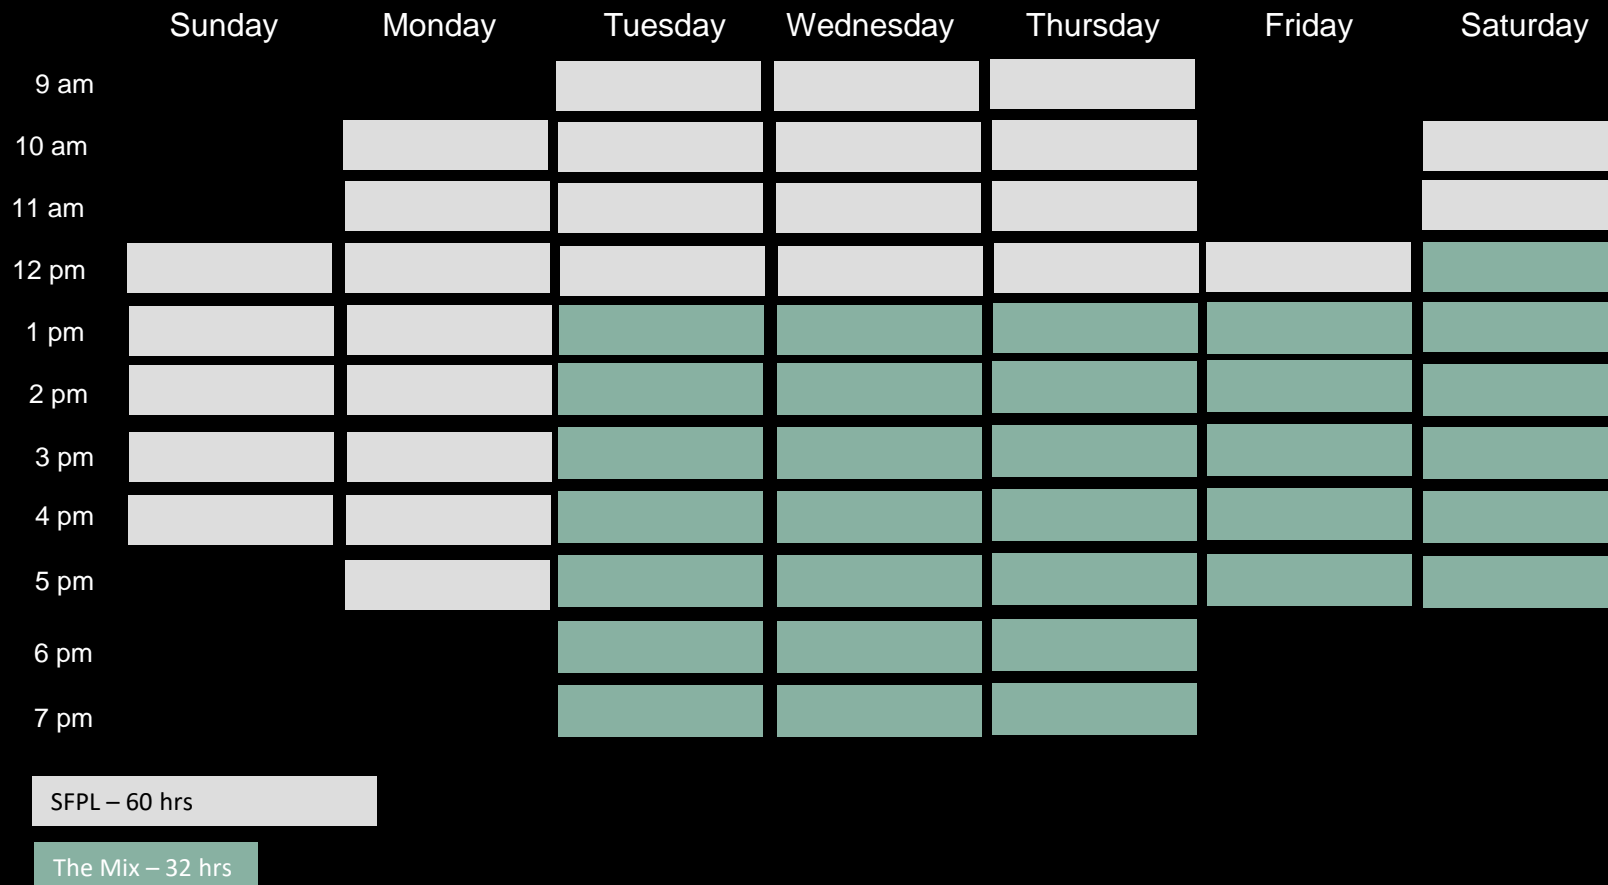 Sunday Monday Tuesday Wednesday Thursday Friday Saturday
9 am
10 am
11 am
12 pm
1 pm
2 pm
3 pm
4 pm
5 pm
6 pm
7 pm
SFPL – 60 hrs
The Mix – 32 hrs